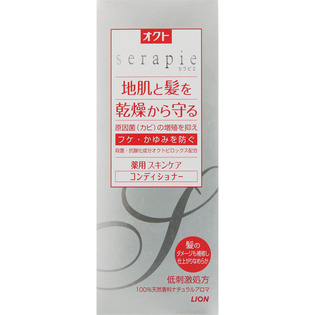 オクト
serapie
セラピエ
地肌と髪を
乾燥から守る
原因菌（カビ）の増殖を抑え
フケ・かゆみを防ぐ
殺菌・抗酸化成分オクトピロックス配合
薬用スキンケア
コンディショナー
髪の
ダメージも補修し
仕上がりなめらか
低刺激処方
100%天然香料ナチュラルアロマ
LION